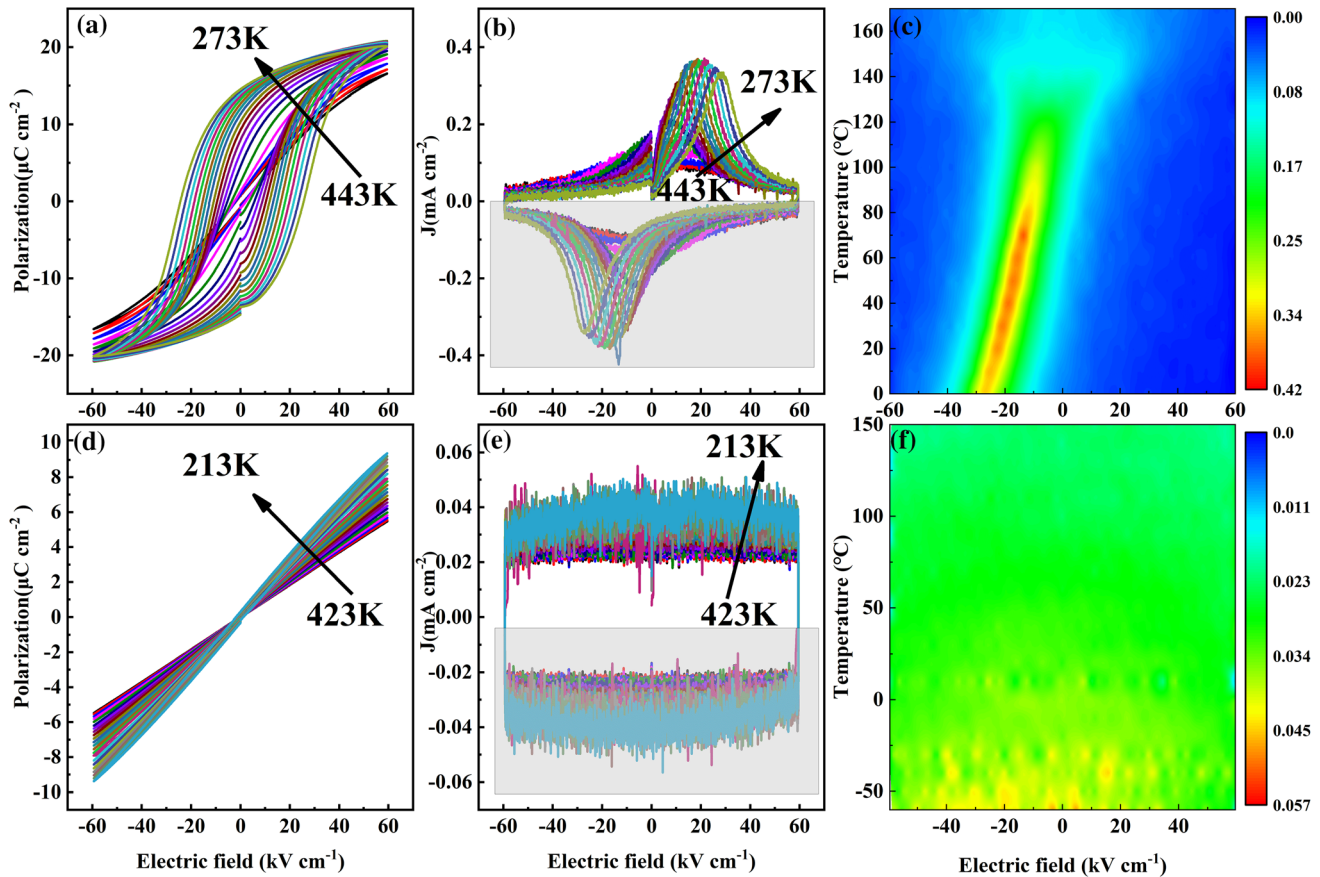 (a)
273K
443K
Polarization(μC cm-2)
20
10
0
-10
-20
-60 -40 -20 0 20 40 60
(b)
273K
443K
J(mA cm-2)
0.4
0.2
0.0
-0.2
-0.4
-60 -40 -20 0 20 40 60
(c)
Temperature (°C)
160
140
120
100
80
60
40
20
0
-60 -40 -20 0 20 40 60
0.00
0.08
0.17
0.25
0.34
0.42
(d)
213K
423K
Polarization(μC cm-2)
10
8
6
4
2
0
-2
-4
-6
-8
-10
-60 -40 -20 0 20 40 60
Electric field (kV cm-1)
(e)
213K
423K
J(mA cm-2)
0.06
0.04
0.02
0.00
-0.02
-0.04
-0.06
-60 -40 -20 0 20 40 60
Electric field (kV cm-1)
(f)
Temperature (°C)
150
100
50
0
-50
-40 -20 0 20 40
Electric field (kV cm-1)
0.0
0.011
0.023
0.034
0.045
0.057